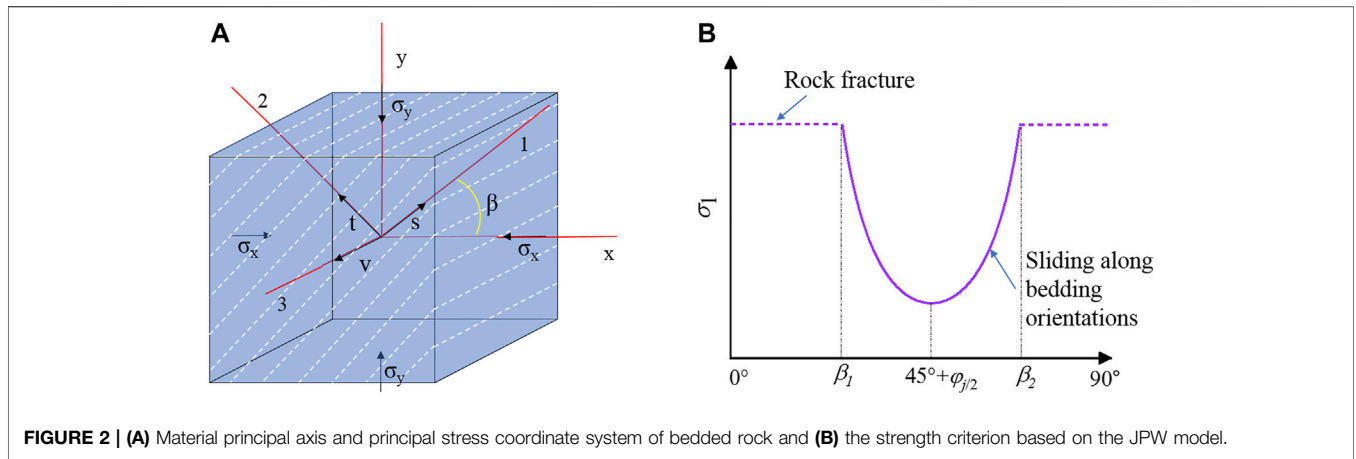 A
y
2
σy
1
β
t
s
σx
σx
x
v
3
σy
B
Rock fracture
σ1
Sliding along
bedding
orientations
0°
β1
45°+φj/2
β2
90°
FIGURE 2 | (A) Material principal axis and principal stress coordinate system of bedded rock and (B) the strength criterion based on the JPW model.